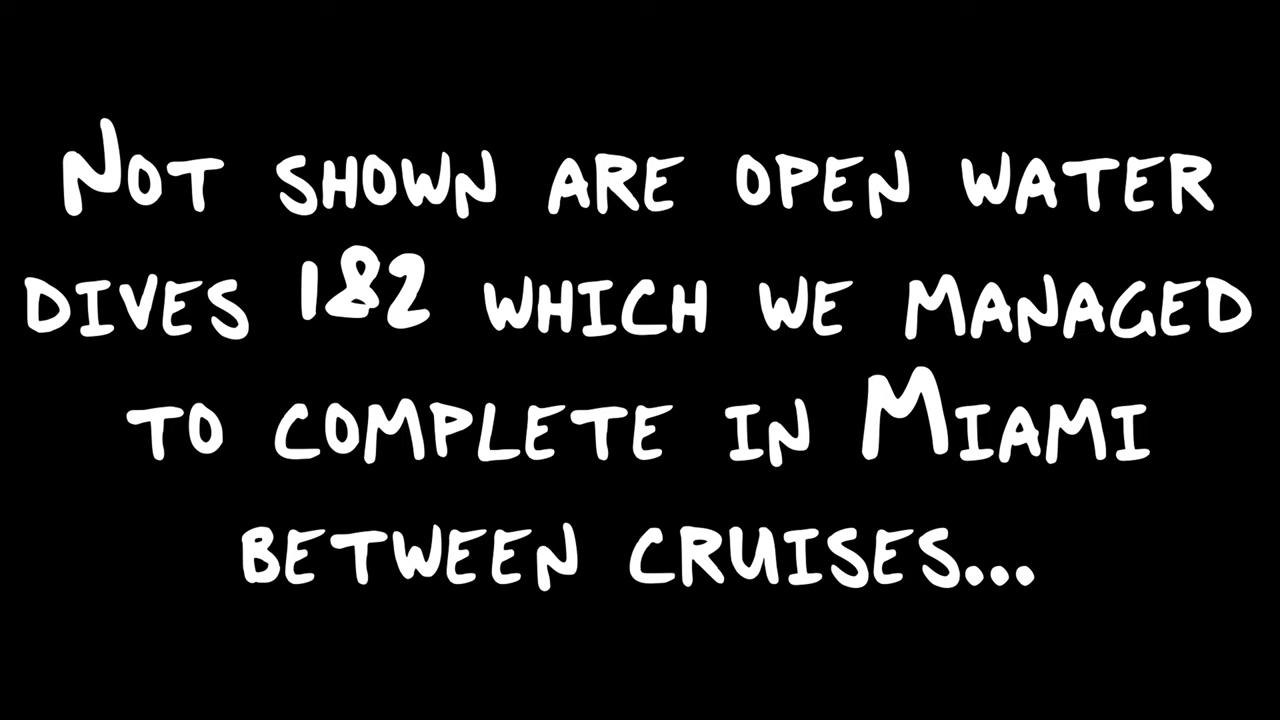 Not shown are open water
dives 1&2 which we managed
to complete in Miami
between cruises...